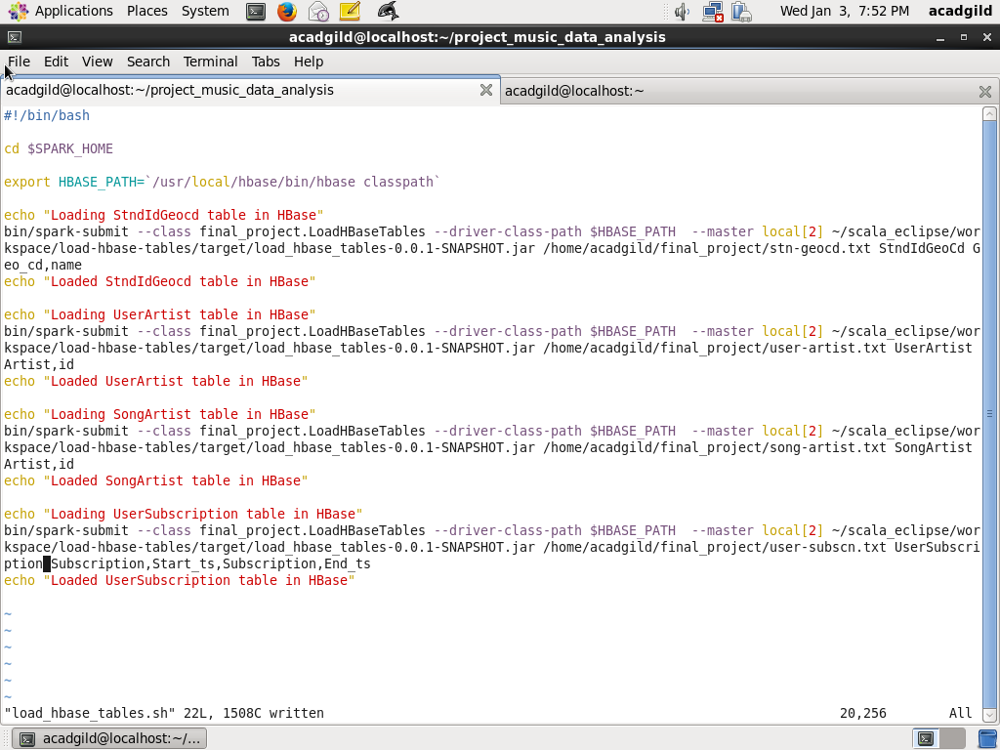 Applications Places System Wed Jan 3, 7:52 PM acadgild
acadgild@localhost:~/project_music_data_analysis
File Edit View Search Terminal Tabs Help
acadgild@localhost:~/project_music_data_analysis acadgild@localhost:~
#!/bin/bash
cd $SPARK_HOME
export HBASE_PATH=`/usr/local/hbase/bin/hbase classpath`
echo "Loading StndIdGeocd table in HBase"
bin/spark-submit --class final_project.LoadHBaseTables --driver-class-path $HBASE_PATH  --master local[2] ~/scala_eclipse/wor
kspace/load-hbase-tables/target/load_hbase_tables-0.0.1-SNAPSHOT.jar /home/acadgild/final_project/stn-geocd.txt StndIdGeoCd G
eo_cd,name
echo "Loaded StndIdGeocd table in HBase"
echo "Loading UserArtist table in HBase"
bin/spark-submit --class final_project.LoadHBaseTables --driver-class-path $HBASE_PATH  --master local[2] ~/scala_eclipse/wor
kspace/load-hbase-tables/target/load_hbase_tables-0.0.1-SNAPSHOT.jar /home/acadgild/final_project/user-artist.txt UserArtist
Artist,id
echo "Loaded UserArtist table in HBase"
echo "Loading SongArtist table in HBase"
bin/spark-submit --class final_project.LoadHBaseTables --driver-class-path $HBASE_PATH  --master local[2] ~/scala_eclipse/wor
kspace/load-hbase-tables/target/load_hbase_tables-0.0.1-SNAPSHOT.jar /home/acadgild/final_project/song-artist.txt SongArtist
Artist,id
echo "Loaded SongArtist table in HBase"
echo "Loading UserSubscription table in HBase"
bin/spark-submit --class final_project.LoadHBaseTables --driver-class-path $HBASE_PATH  --master local[2] ~/scala_eclipse/wor
kspace/load-hbase-tables/target/load_hbase_tables-0.0.1-SNAPSHOT.jar /home/acadgild/final_project/user-subscn.txt UserSubscri
ption Subscription,Start_ts,Subscription,End_ts
echo "Loaded UserSubscription table in HBase"
~
~
~
~
~
~
"load_hbase_tables.sh" 22L, 1508C written 20,256 All
acadgild@localhost:~/...